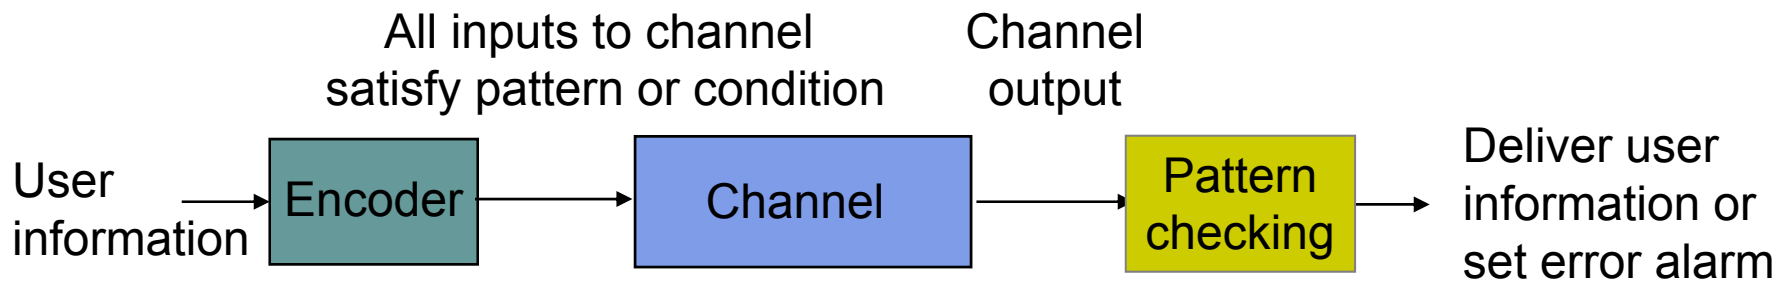 All inputs to channel
satisfy pattern or condition
Channel
output
User
information
Encoder
Channel
Pattern
checking
Deliver user
information or
set error alarm